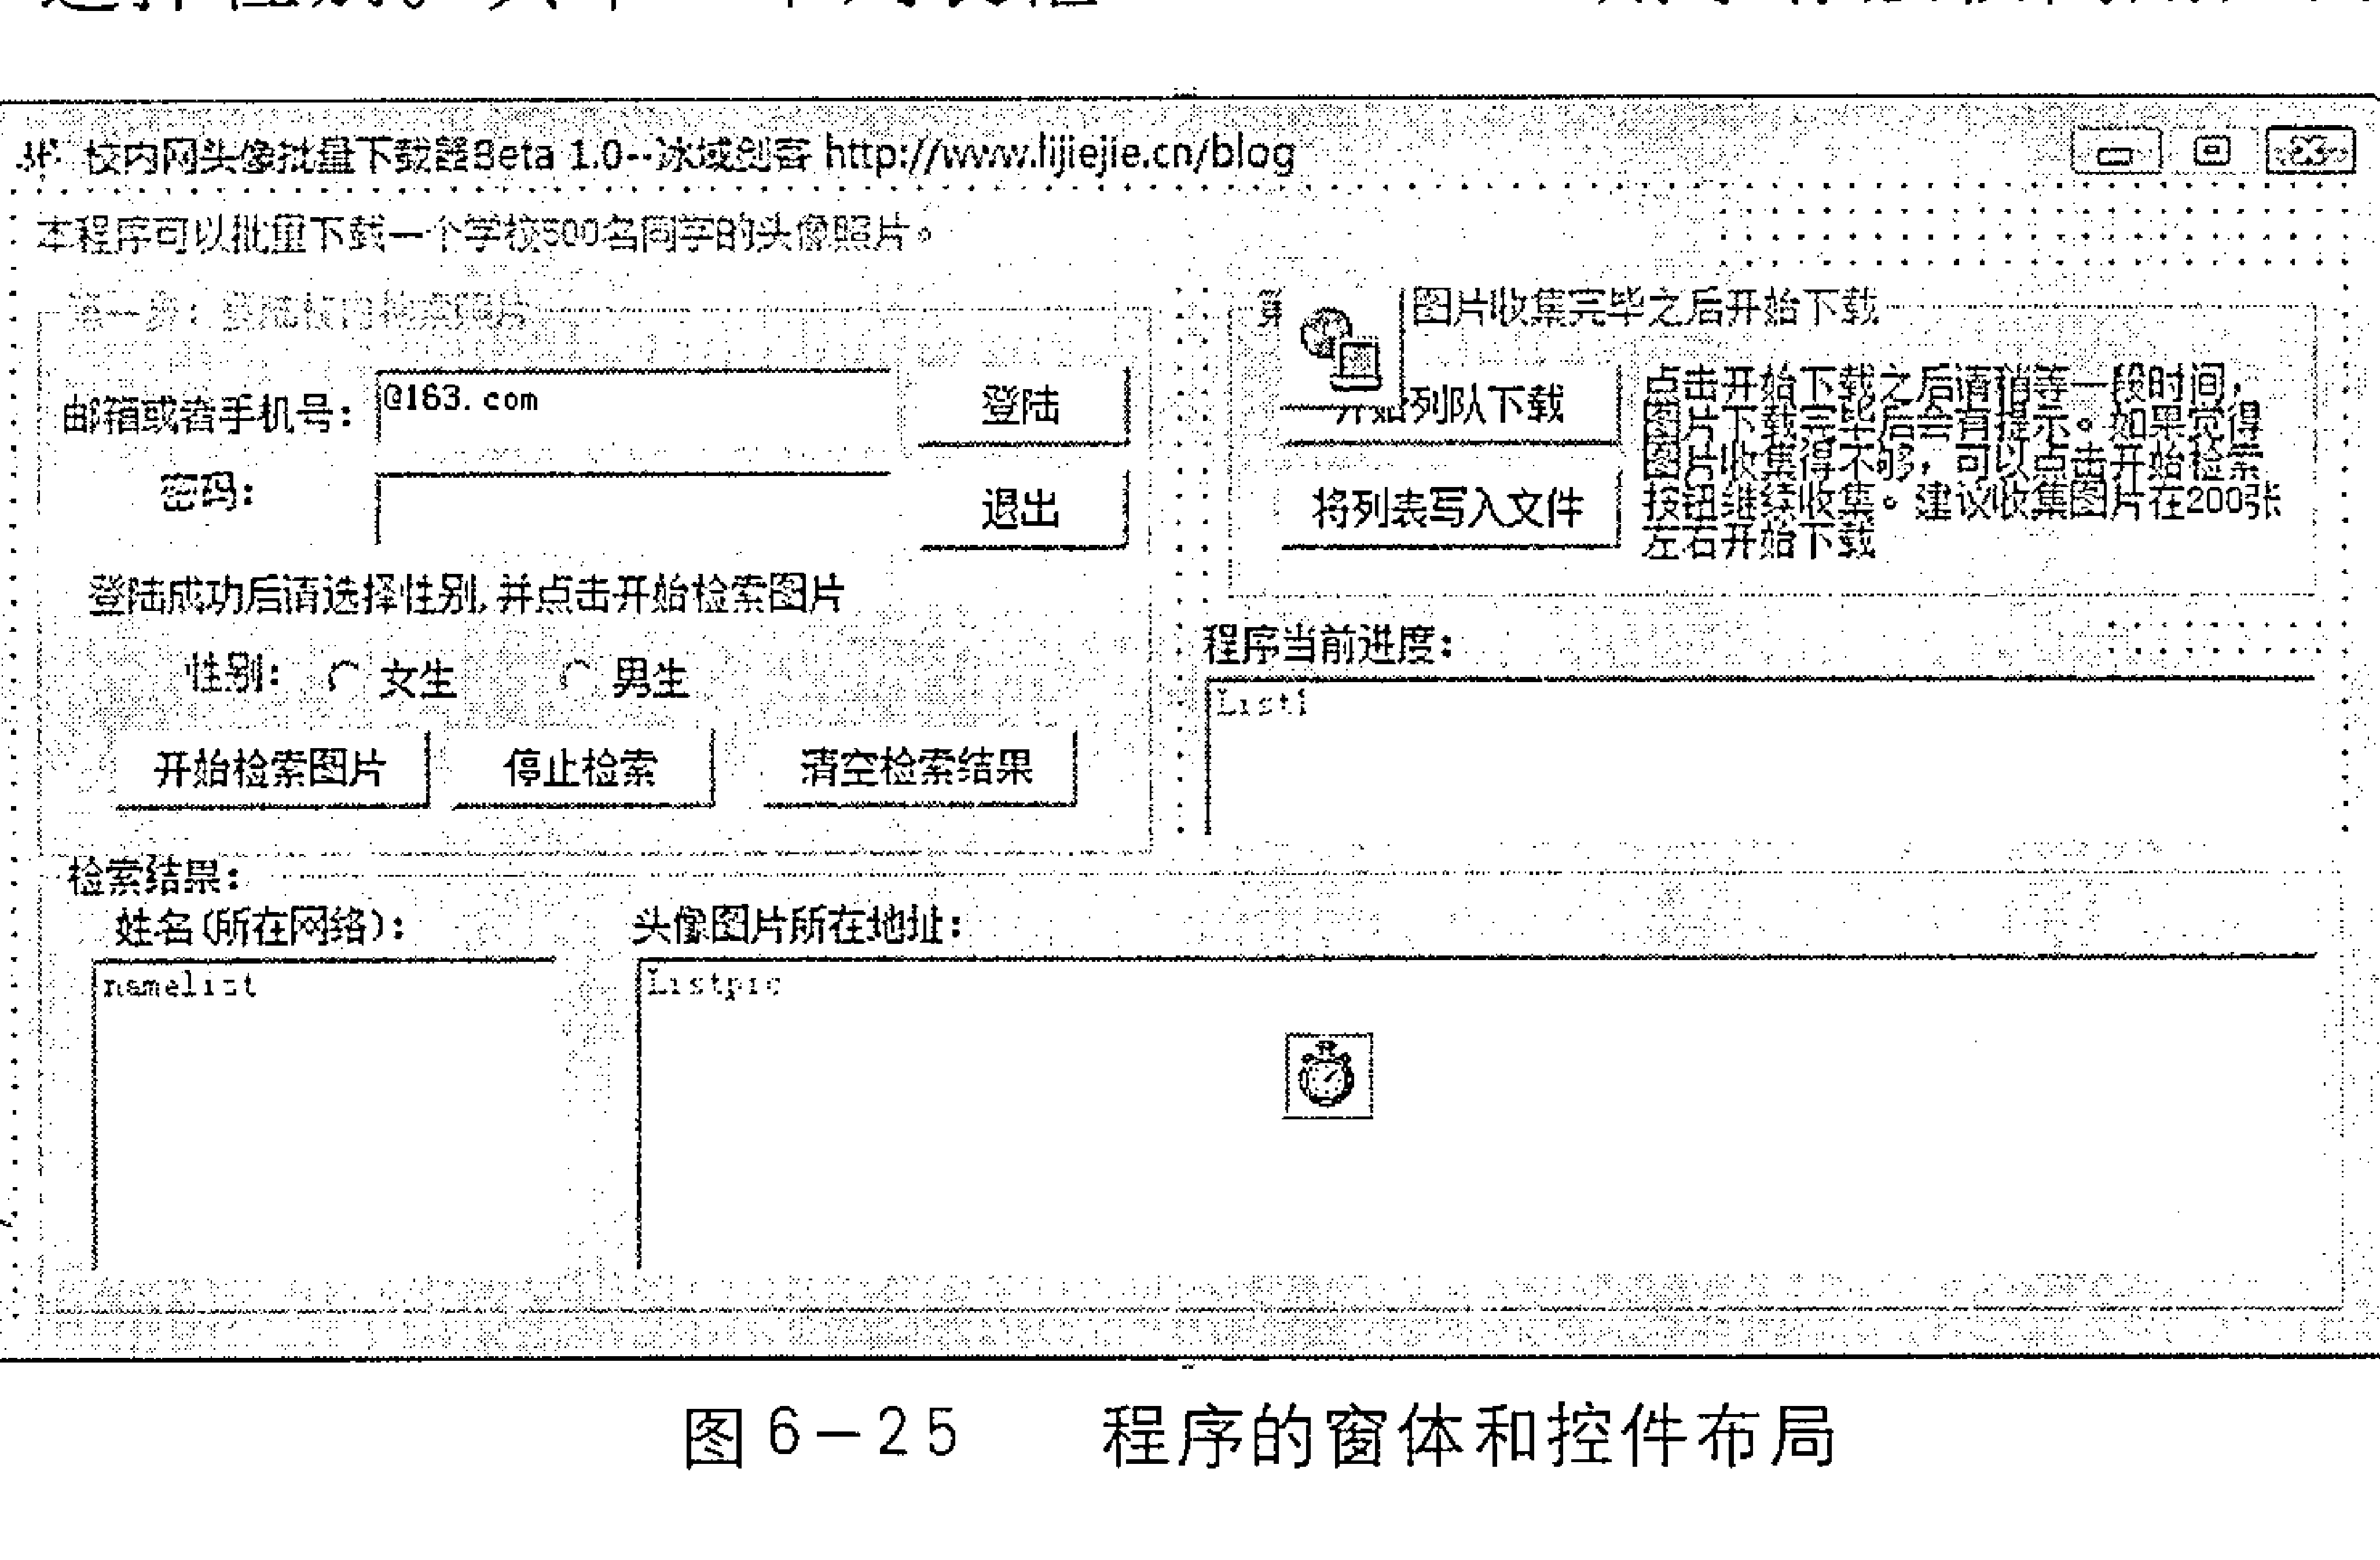 校内网头像批量下载器Beta 1.0--冰域创客 http://www.lijiejie.cn/blog
本程序可以批量下载一个学校500名同学的头像照片。
图片收集完毕之后开始下载
邮箱或者手机号：
@163.com
登陆
密码：
退出
开始列队下载
将列表写入文件
点击开始下载之后请稍等一段时间，
图片下载完毕后会有提示。如果觉得
图片收集得不够，可以点击开始检索
按钮继续收集。建议收集图片在200张
左右开始下载
登陆成功后请选择性别,并点击开始检索图片
性别：
女生
男生
开始检索图片
停止检索
清空检索结果
程序当前进度：
List1
检索结果：
姓名(所在网络)：
头像图片所在地址：
namelist
Listpic
图6-25 程序的窗体和控件布局